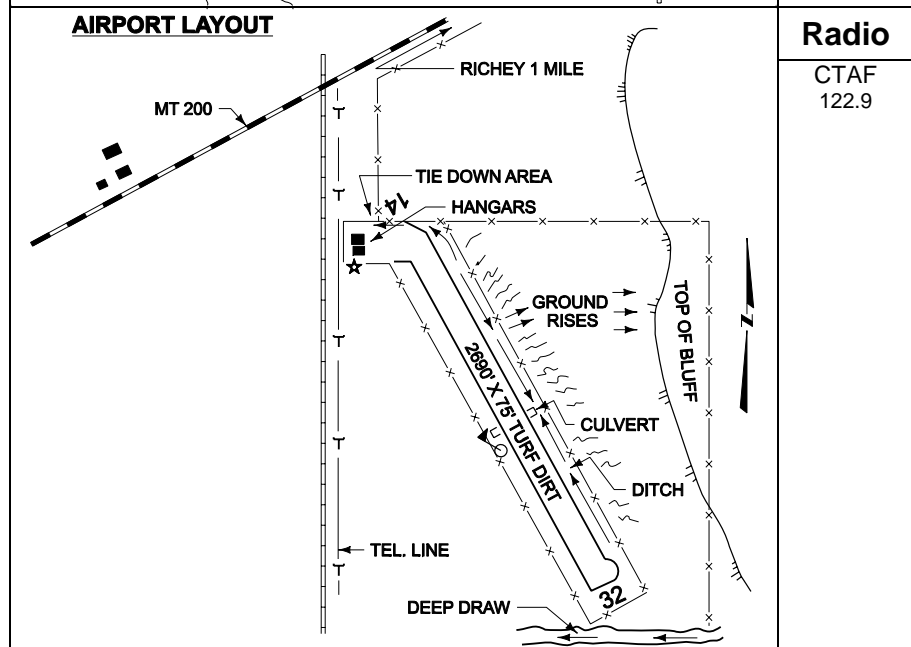 AIRPORT LAYOUT
Radio
CTAF
122.9
RICHEY 1 MILE
MT 200
TIE DOWN AREA
14
HANGARS
GROUND
RISES
TOP OF BLUFF
N
2690' X 75' TURF DIRT
CULVERT
DITCH
TEL. LINE
32
DEEP DRAW